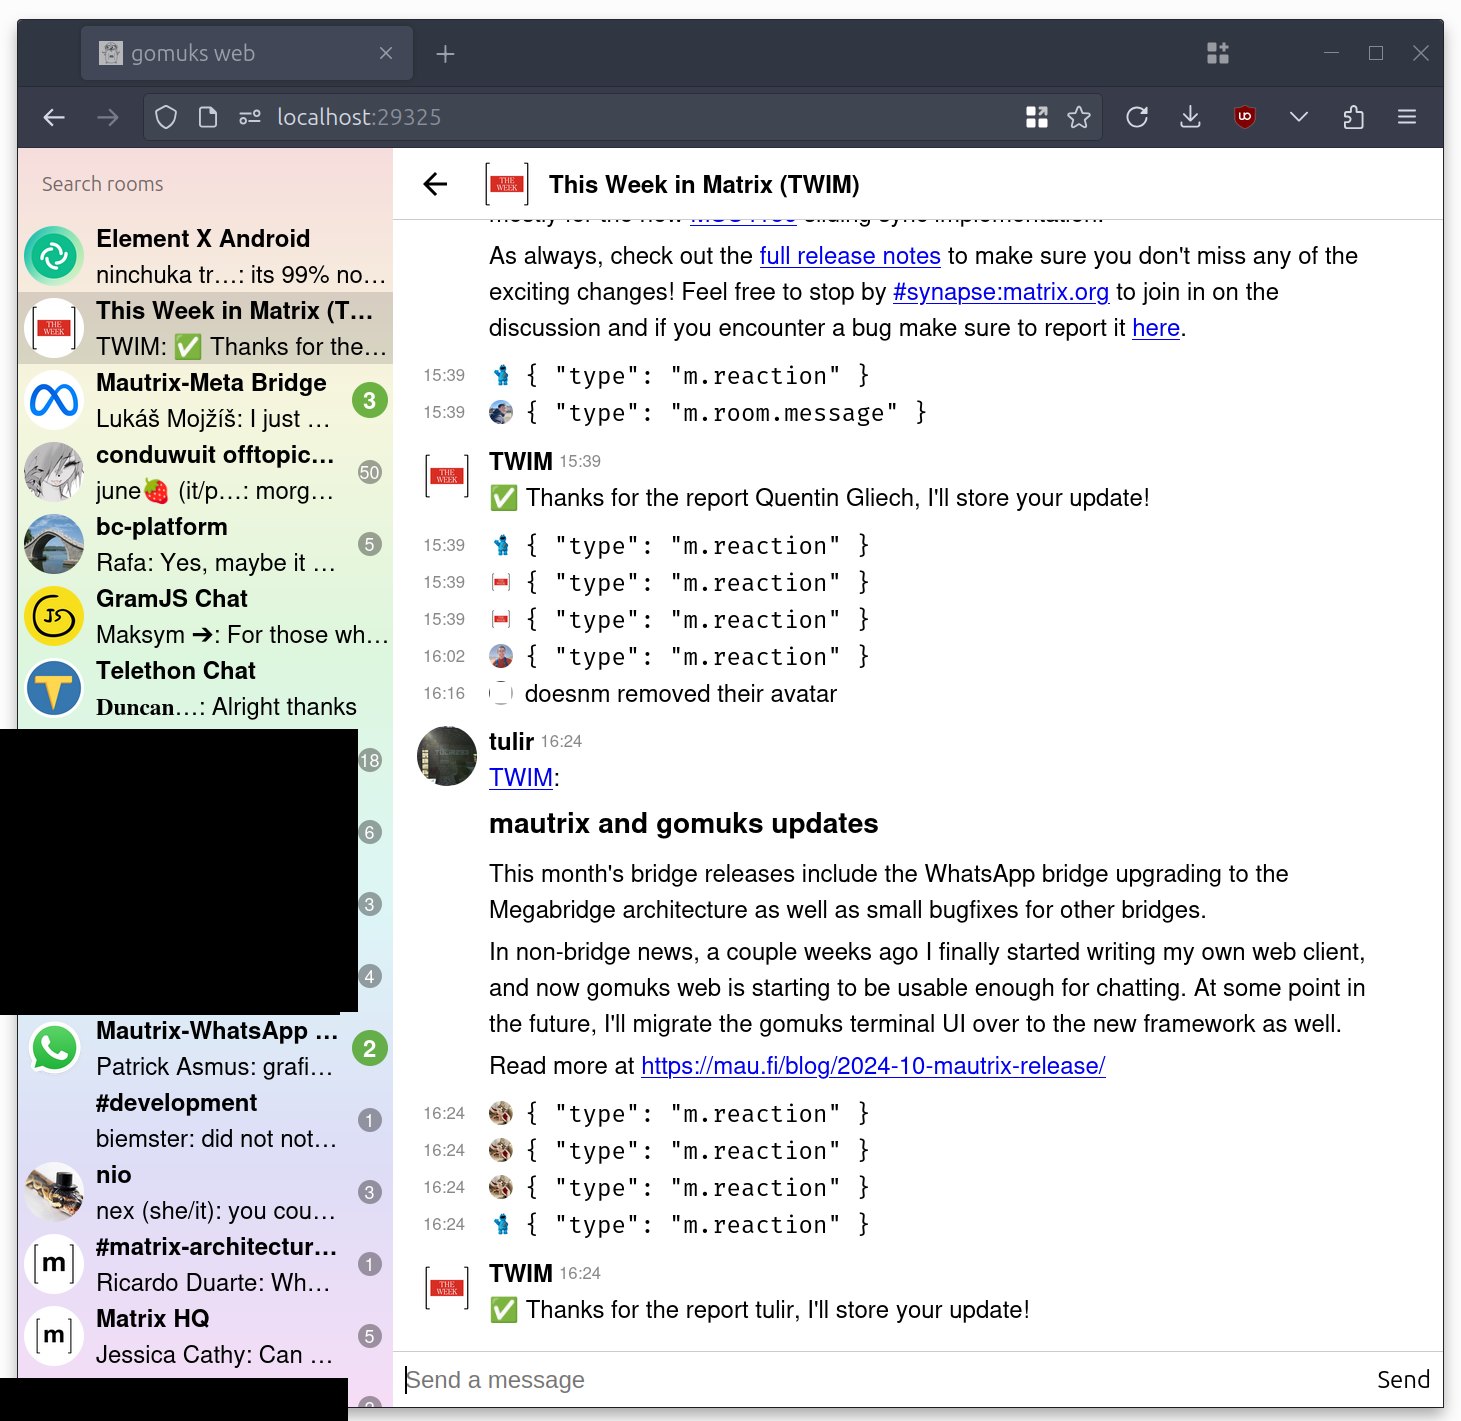 gomuks web
localhost:29325
Search rooms
Element X Android
ninchuka tr…: its 99% no…
This Week in Matrix (T…
TWIM: ✅ Thanks for the…
Mautrix-Meta Bridge
Lukáš Mojžíš: I just …
3
conduwuit offtopic…
june🍓 (it/p…: morg…
50
bc-platform
Rafa: Yes, maybe it …
5
GramJS Chat
Maksym ➔: For those wh…
Telethon Chat
𝐃𝐮𝐧𝐜𝐚𝐧…: Alright thanks
18
6
3
4
Mautrix-WhatsApp …
Patrick Asmus: grafi…
2
#development
biemster: did not not…
1
nio
nex (she/it): you cou…
3
#matrix-architectur…
Ricardo Duarte: Wh…
1
Matrix HQ
Jessica Cathy: Can …
5
THE WEEK
This Week in Matrix (TWIM)
mostly for the new sliding sync implementation.
As always, check out the full release notes to make sure you don't miss any of the
exciting changes! Feel free to stop by #synapse:matrix.org to join in on the
discussion and if you encounter a bug make sure to report it here.
15:39 { "type": "m.reaction" }
15:39 { "type": "m.room.message" }
TWIM 15:39
✅ Thanks for the report Quentin Gliech, I'll store your update!
15:39 { "type": "m.reaction" }
15:39 { "type": "m.reaction" }
15:39 { "type": "m.reaction" }
16:02 { "type": "m.reaction" }
16:16 doesnm removed their avatar
tulir 16:24
TWIM:
mautrix and gomuks updates
This month's bridge releases include the WhatsApp bridge upgrading to the
Megabridge architecture as well as small bugfixes for other bridges.
In non-bridge news, a couple weeks ago I finally started writing my own web client,
and now gomuks web is starting to be usable enough for chatting. At some point in
the future, I'll migrate the gomuks terminal UI over to the new framework as well.
Read more at https://mau.fi/blog/2024-10-mautrix-release/
16:24 { "type": "m.reaction" }
16:24 { "type": "m.reaction" }
16:24 { "type": "m.reaction" }
16:24 { "type": "m.reaction" }
TWIM 16:24
✅ Thanks for the report tulir, I'll store your update!
Send a message
Send